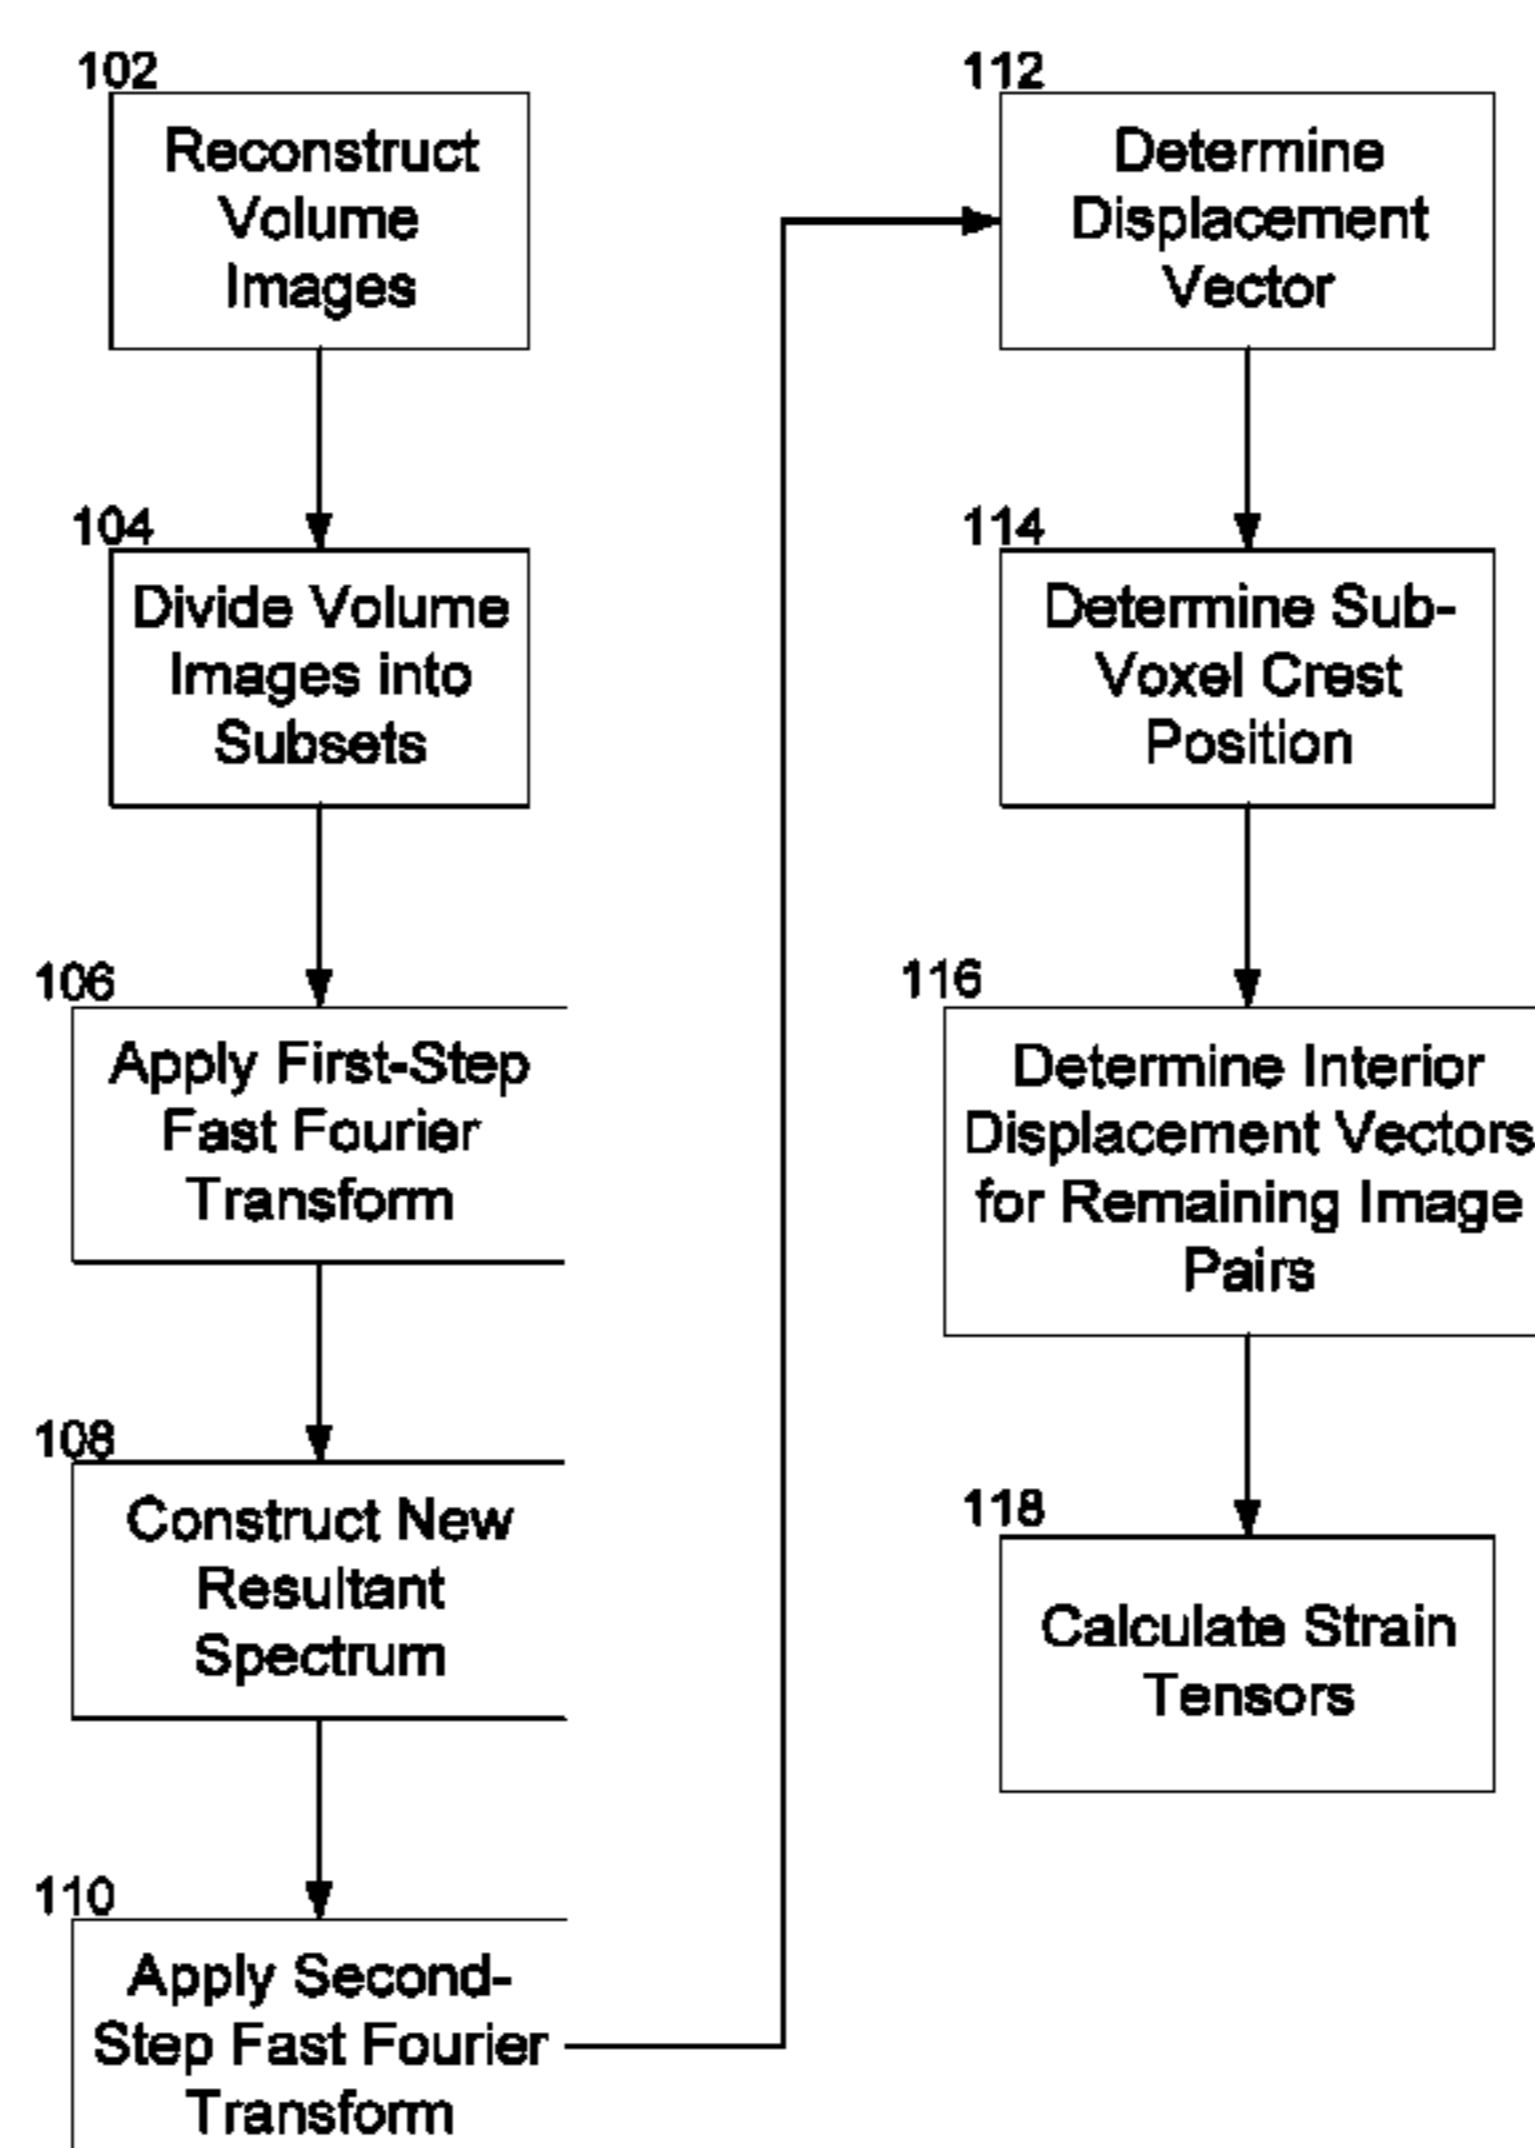 102
Reconstruct
Volume
Images
104
Divide Volume
Images into
Subsets
106
Apply First-Step
Fast Fourier
Transform
108
Construct New
Resultant
Spectrum
110
Apply Second-
Step Fast Fourier
Transform
112
Determine
Displacement
Vector
114
Determine Sub-
Voxel Crest
Position
116
Determine Interior
Displacement Vectors
for Remaining Image
Pairs
118
Calculate Strain
Tensors